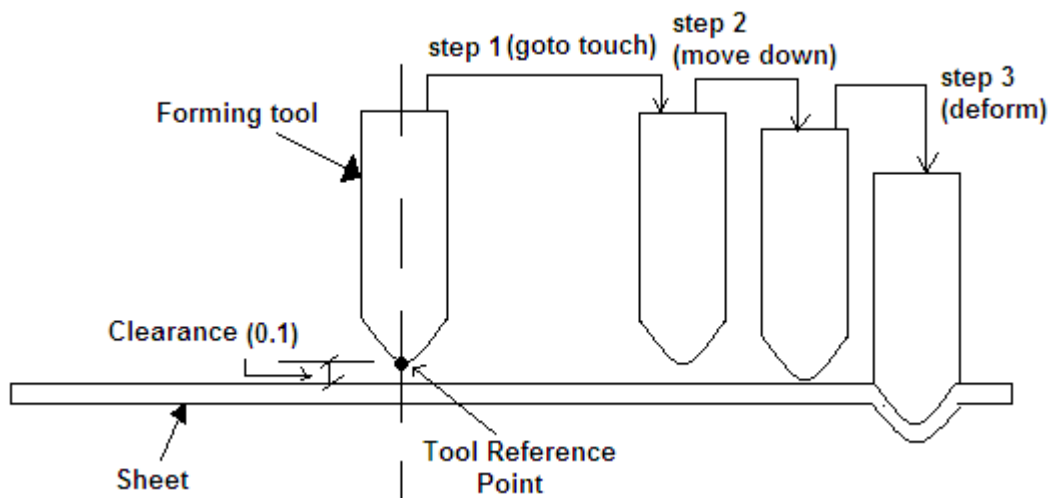 step 1 (goto touch)
step 2
(move down)
step 3
(deform)
Forming tool
Clearance (0.1)
Tool Reference
Point
Sheet